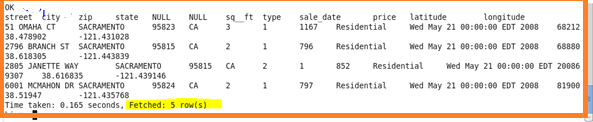 OK
street city zip state NULL NULL sq__ft type sale_date price latitude longitude
51 OMAHA CT SACRAMENTO 95823 CA 3 1 1167 Residential Wed May 21 00:00:00 EDT 2008 68212
38.478902 -121.431028
2796 BRANCH ST SACRAMENTO 95815 CA 2 1 796 Residential Wed May 21 00:00:00 EDT 2008 68880
38.618305 -121.443839
2805 JANETTE WAY SACRAMENTO 95815 CA 2 1 852 Residential Wed May 21 00:00:00 EDT 20086
9307 38.616835 -121.439146
6001 MCMAHON DR SACRAMENTO 95824 CA 2 1 797 Residential Wed May 21 00:00:00 EDT 2008 81900
38.51947 -121.435768
Time taken: 0.165 seconds, Fetched: 5 row(s)